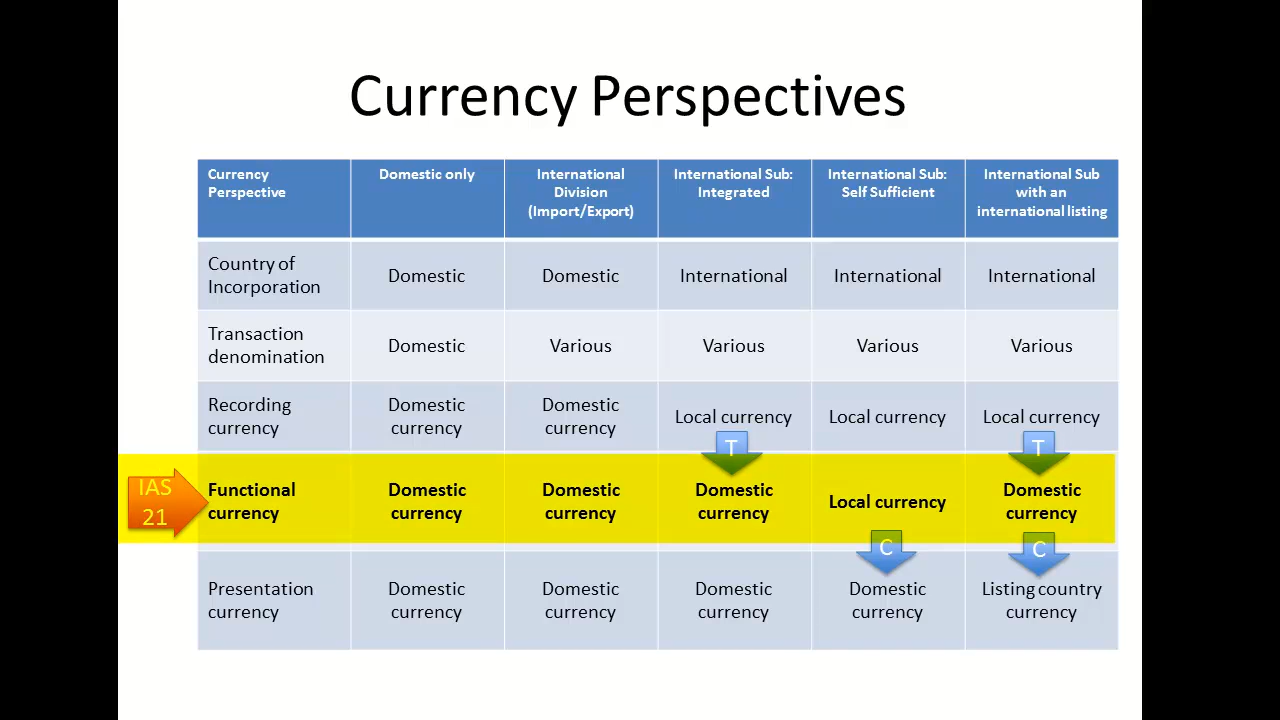 Currency Perspectives
Currency
Perspective
Domestic only
International
Division
(Import/Export)
International Sub:
Integrated
International Sub:
Self Sufficient
International Sub
with an
international listing
Country of
Incorporation
Domestic
Domestic
International
International
International
Transaction
denomination
Domestic
Various
Various
Various
Various
Recording
currency
Domestic
currency
Domestic
currency
Local currency
Local currency
Local currency
T
T
IAS
21
Functional
currency
Domestic
currency
Domestic
currency
Domestic
currency
Local currency
Domestic
currency
C
C
Presentation
currency
Domestic
currency
Domestic
currency
Domestic
currency
Domestic
currency
Listing country
currency